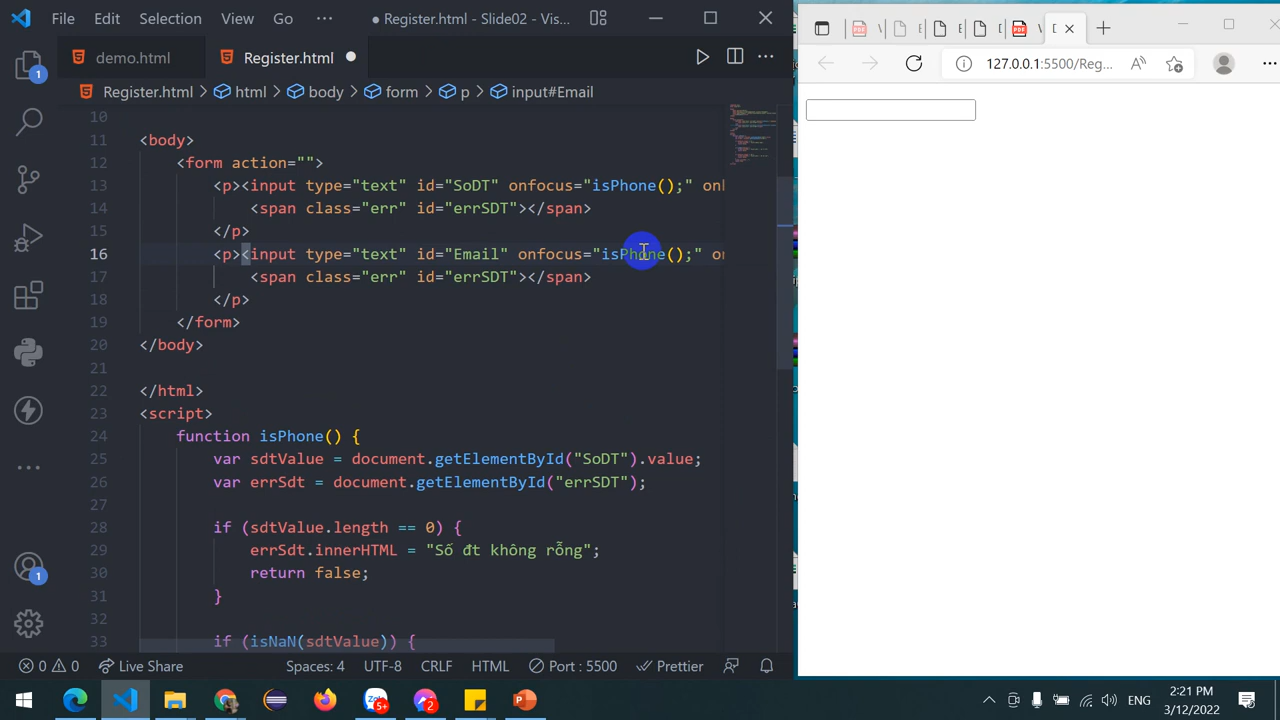 File Edit Selection View Go ··· ● Register.html - Slide02 - Vis...
demo.html Register.html ●
Register.html > html > body > form > p > input#Email
127.0.0.1:5500/Reg...
10
11 <body>
12 <form action="">
13 <p><input type="text" id="SoDT" onfocus="isPhone();"
14 <span class="err" id="errSDT"></span>
15 </p>
16 <p><input type="text" id="Email" onfocus="isPhone();"
17 <span class="err" id="errSDT"></span>
18 </p>
19 </form>
20 </body>
21
22 </html>
23 <script>
24 function isPhone() {
25 var sdtValue = document.getElementById("SoDT").value;
26 var errSdt = document.getElementById("errSDT");
27
28 if (sdtValue.length == 0) {
29 errSdt.innerHTML = "Số đt không rỗng";
30 return false;
31 }
32
33 if (isNaN(sdtValue)) {
1
1
0 0 Live Share Spaces: 4 UTF-8 CRLF HTML Port : 5500 Prettier
5+ 2 ENG 2:21 PM
3/12/2022